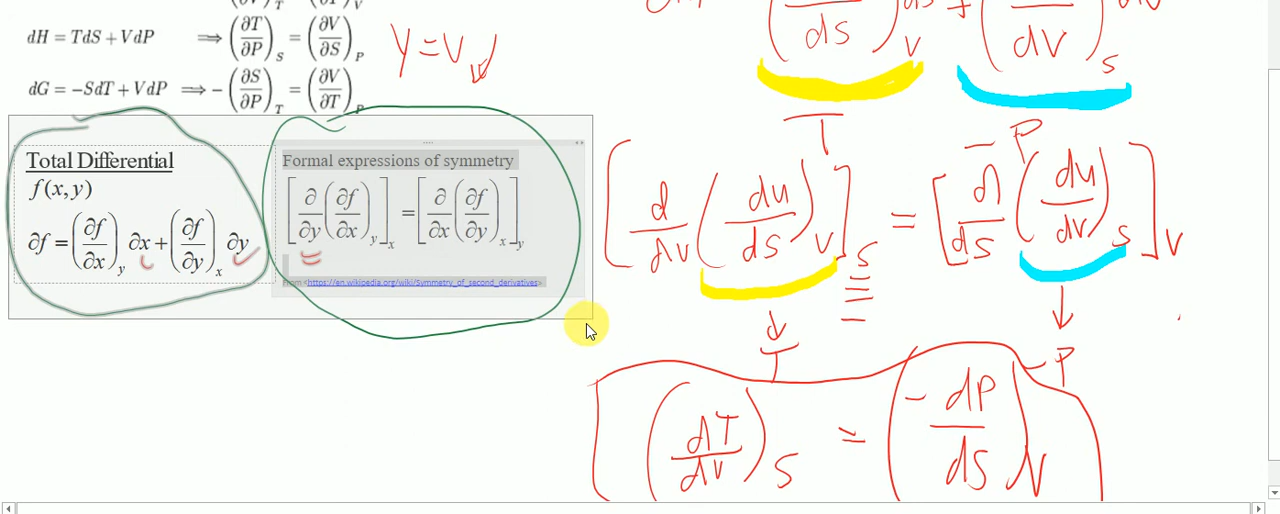 dH = TdS + VdP ⟹ (∂T/∂P)_S = (∂V/∂S)_P
Y = V
dG = −SdT + VdP ⟹ −(∂S/∂P)_T = (∂V/∂T)_P
Total Differential
f(x,y)
∂f = (∂f/∂x)_y ∂x + (∂f/∂y)_x ∂y
Formal expressions of symmetry
[∂/∂y (∂f/∂x)_y]_x = [∂/∂x (∂f/∂y)_x]_y
From <https://en.wikipedia.org/wiki/Symmetry_of_second_derivatives>
dS)_V dV)_S
T −P
[d/dV (du/dS)_V]_S = [d/dS (du/dV)_S]_V
T −P
(dT/dV)_S = (−dP/dS)_V